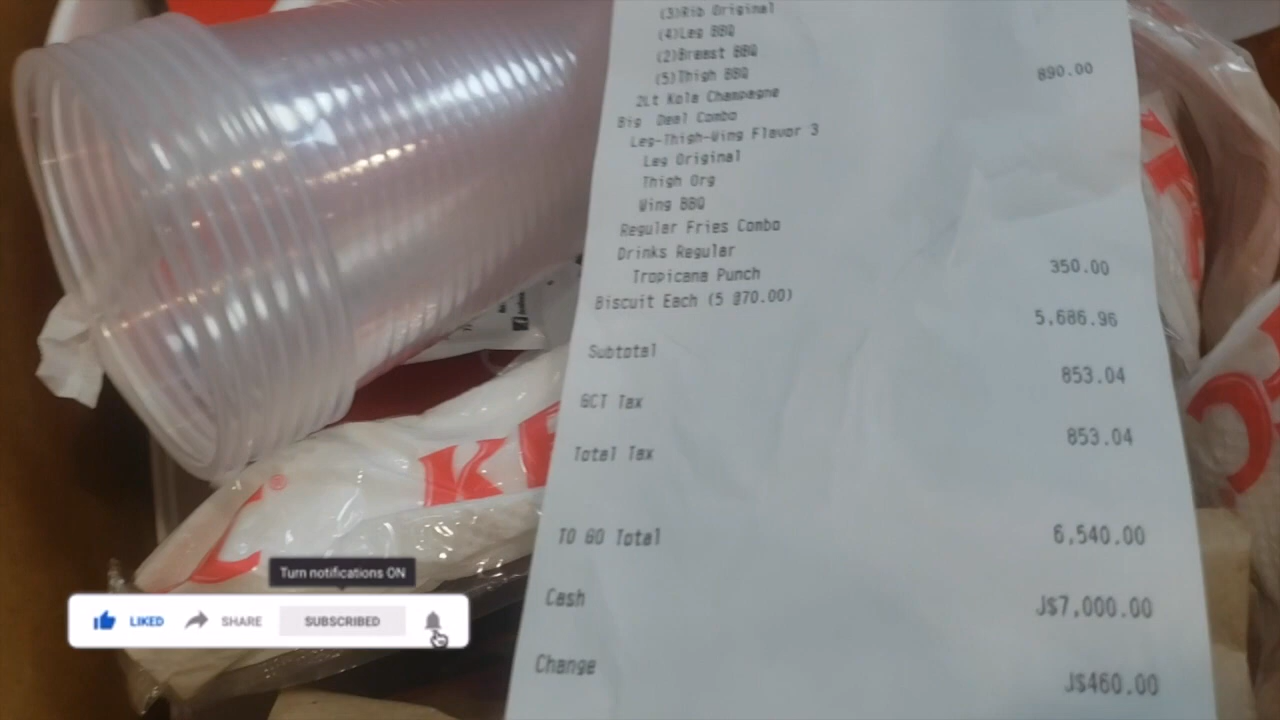 (3)Rib Original
(4)Leg BBQ
(2)Breast BBQ
(5)Thigh BBQ
2Lt Kola Champagne
Big Deal Combo 890.00
Leg-Thigh-Wing Flavor 3
Leg Original
Thigh Org
Wing BBQ
Regular Fries Combo
Drinks Regular
Tropicana Punch
Biscuit Each (5 @70.00) 350.00
Subtotal 5,686.96
GCT Tax 853.04
Total Tax 853.04
TO GO Total 6,540.00
Cash J$7,000.00
Change J$460.00
C® KF
Turn notifications ON
LIKED SHARE SUBSCRIBED